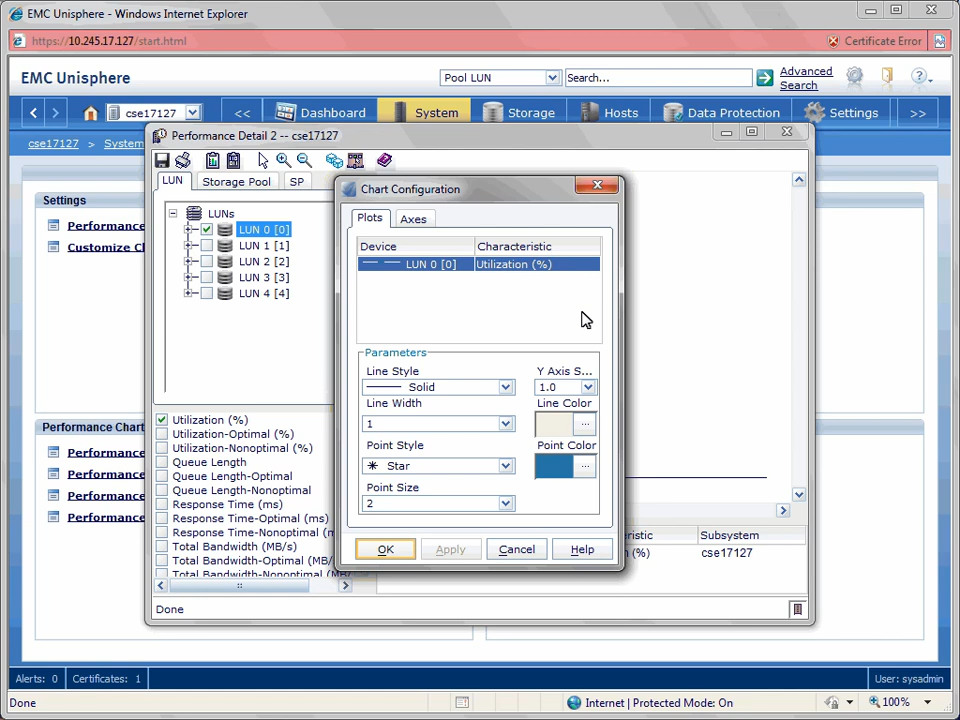 EMC Unisphere - Windows Internet Explorer
https://10.245.17.127/start.html
Certificate Error
EMC Unisphere
Pool LUN
Search...
Advanced
Search
cse17127
<<
Dashboard
System
Storage
Hosts
Data Protection
Settings
>>
cse17127 > System
Settings
Performance
Customize Ch
Performance Chart
Performance
Performance
Performance
Performance
Performance Detail 2 -- cse17127
LUN
Storage Pool
SP
LUNs
LUN 0 [0]
LUN 1 [1]
LUN 2 [2]
LUN 3 [3]
LUN 4 [4]
Utilization (%)
Utilization-Optimal (%)
Utilization-Nonoptimal (%)
Queue Length
Queue Length-Optimal
Queue Length-Nonoptimal
Response Time (ms)
Response Time-Optimal (ms)
Response Time-Nonoptimal (m
Total Bandwidth (MB/s)
Total Bandwidth-Optimal (MB/
Total Bandwidth-Nonoptimal (MB/
Chart Configuration
Plots
Axes
Device
Characteristic
LUN 0 [0]
Utilization (%)
Parameters
Line Style
Y Axis S...
Solid
1.0
Line Width
Line Color
1
...
Point Style
Point Color
Star
...
Point Size
2
OK
Apply
Cancel
Help
ristic
Subsystem
n (%)
cse17127
Done
Alerts: 0
Certificates: 1
User: sysadmin
Done
Internet | Protected Mode: On
100%